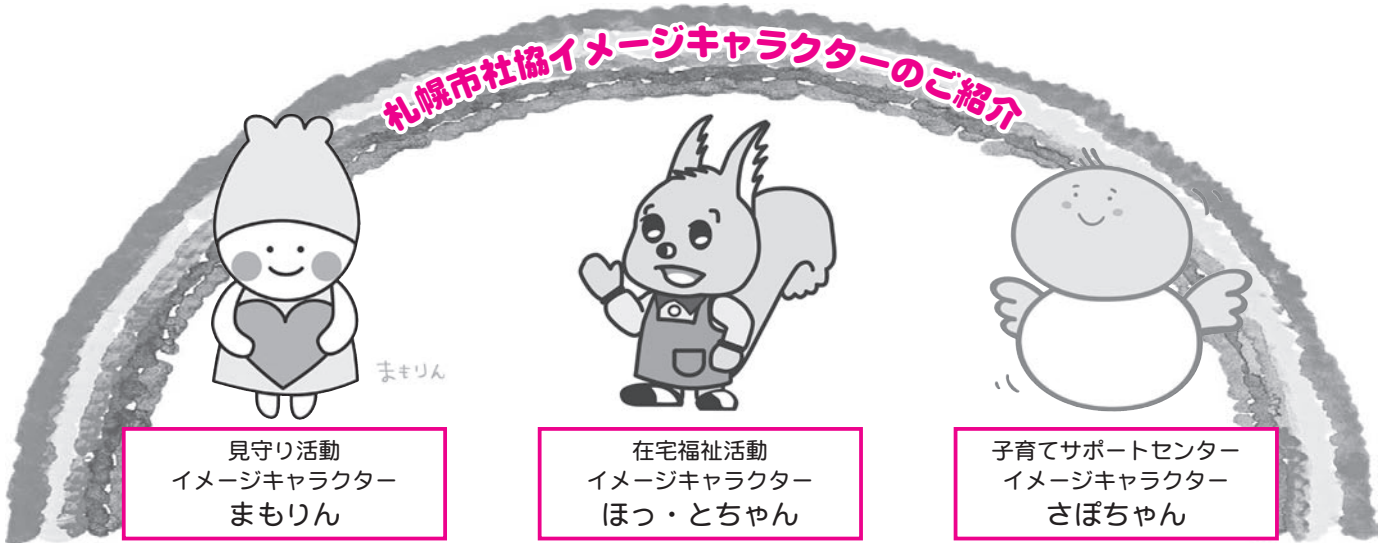 札幌市社協イメージキャラクターのご紹介
まもりん
見守り活動
イメージキャラクター
まもりん
在宅福祉活動
イメージキャラクター
ほっ・とちゃん
子育てサポートセンター
イメージキャラクター
さぽちゃん